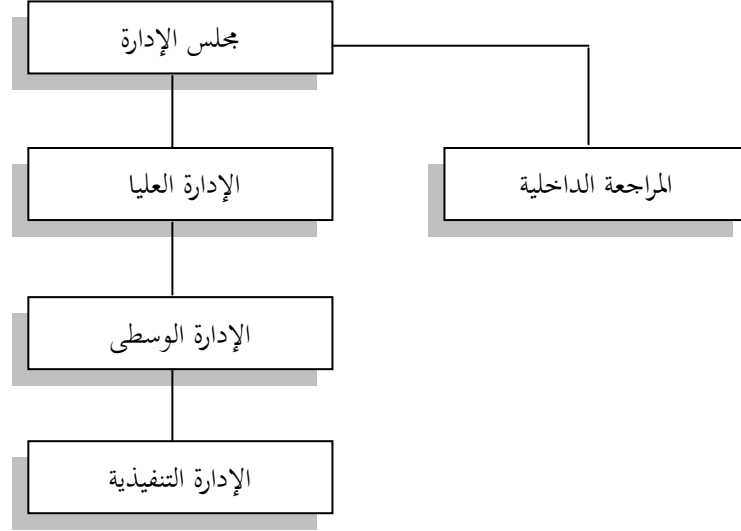 مجلس الإدارة
الإدارة العليا
المراجعة الداخلية
الإدارة الوسطى
الإدارة التنفيذية